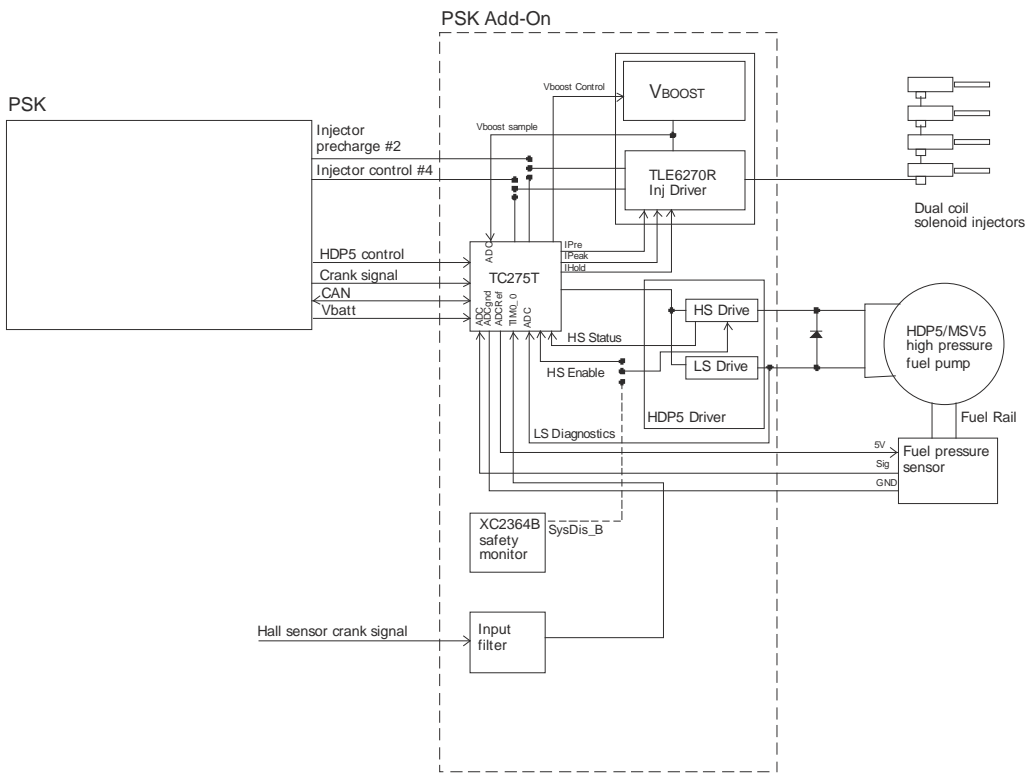 PSK Add-On
PSK
Injector
precharge #2
Injector control #4
HDP5 control
Crank signal
CAN
Vbatt
Vboost Control
VBOOST
Vboost sample
TLE6270R
Inj Driver
Dual coil
solenoid injectors
ADC
TC275T
IPre
IPeak
IHold
ADC
ADCgnd
ADCRef
TIM0_0
ADC
HS Drive
HS Status
HS Enable
LS Drive
HDP5 Driver
LS Diagnostics
HDP5/MSV5
high pressure
fuel pump
Fuel Rail
5V
Sig
GND
Fuel pressure
sensor
XC2364B
safety
monitor
SysDis_B
Hall sensor crank signal
Input
filter